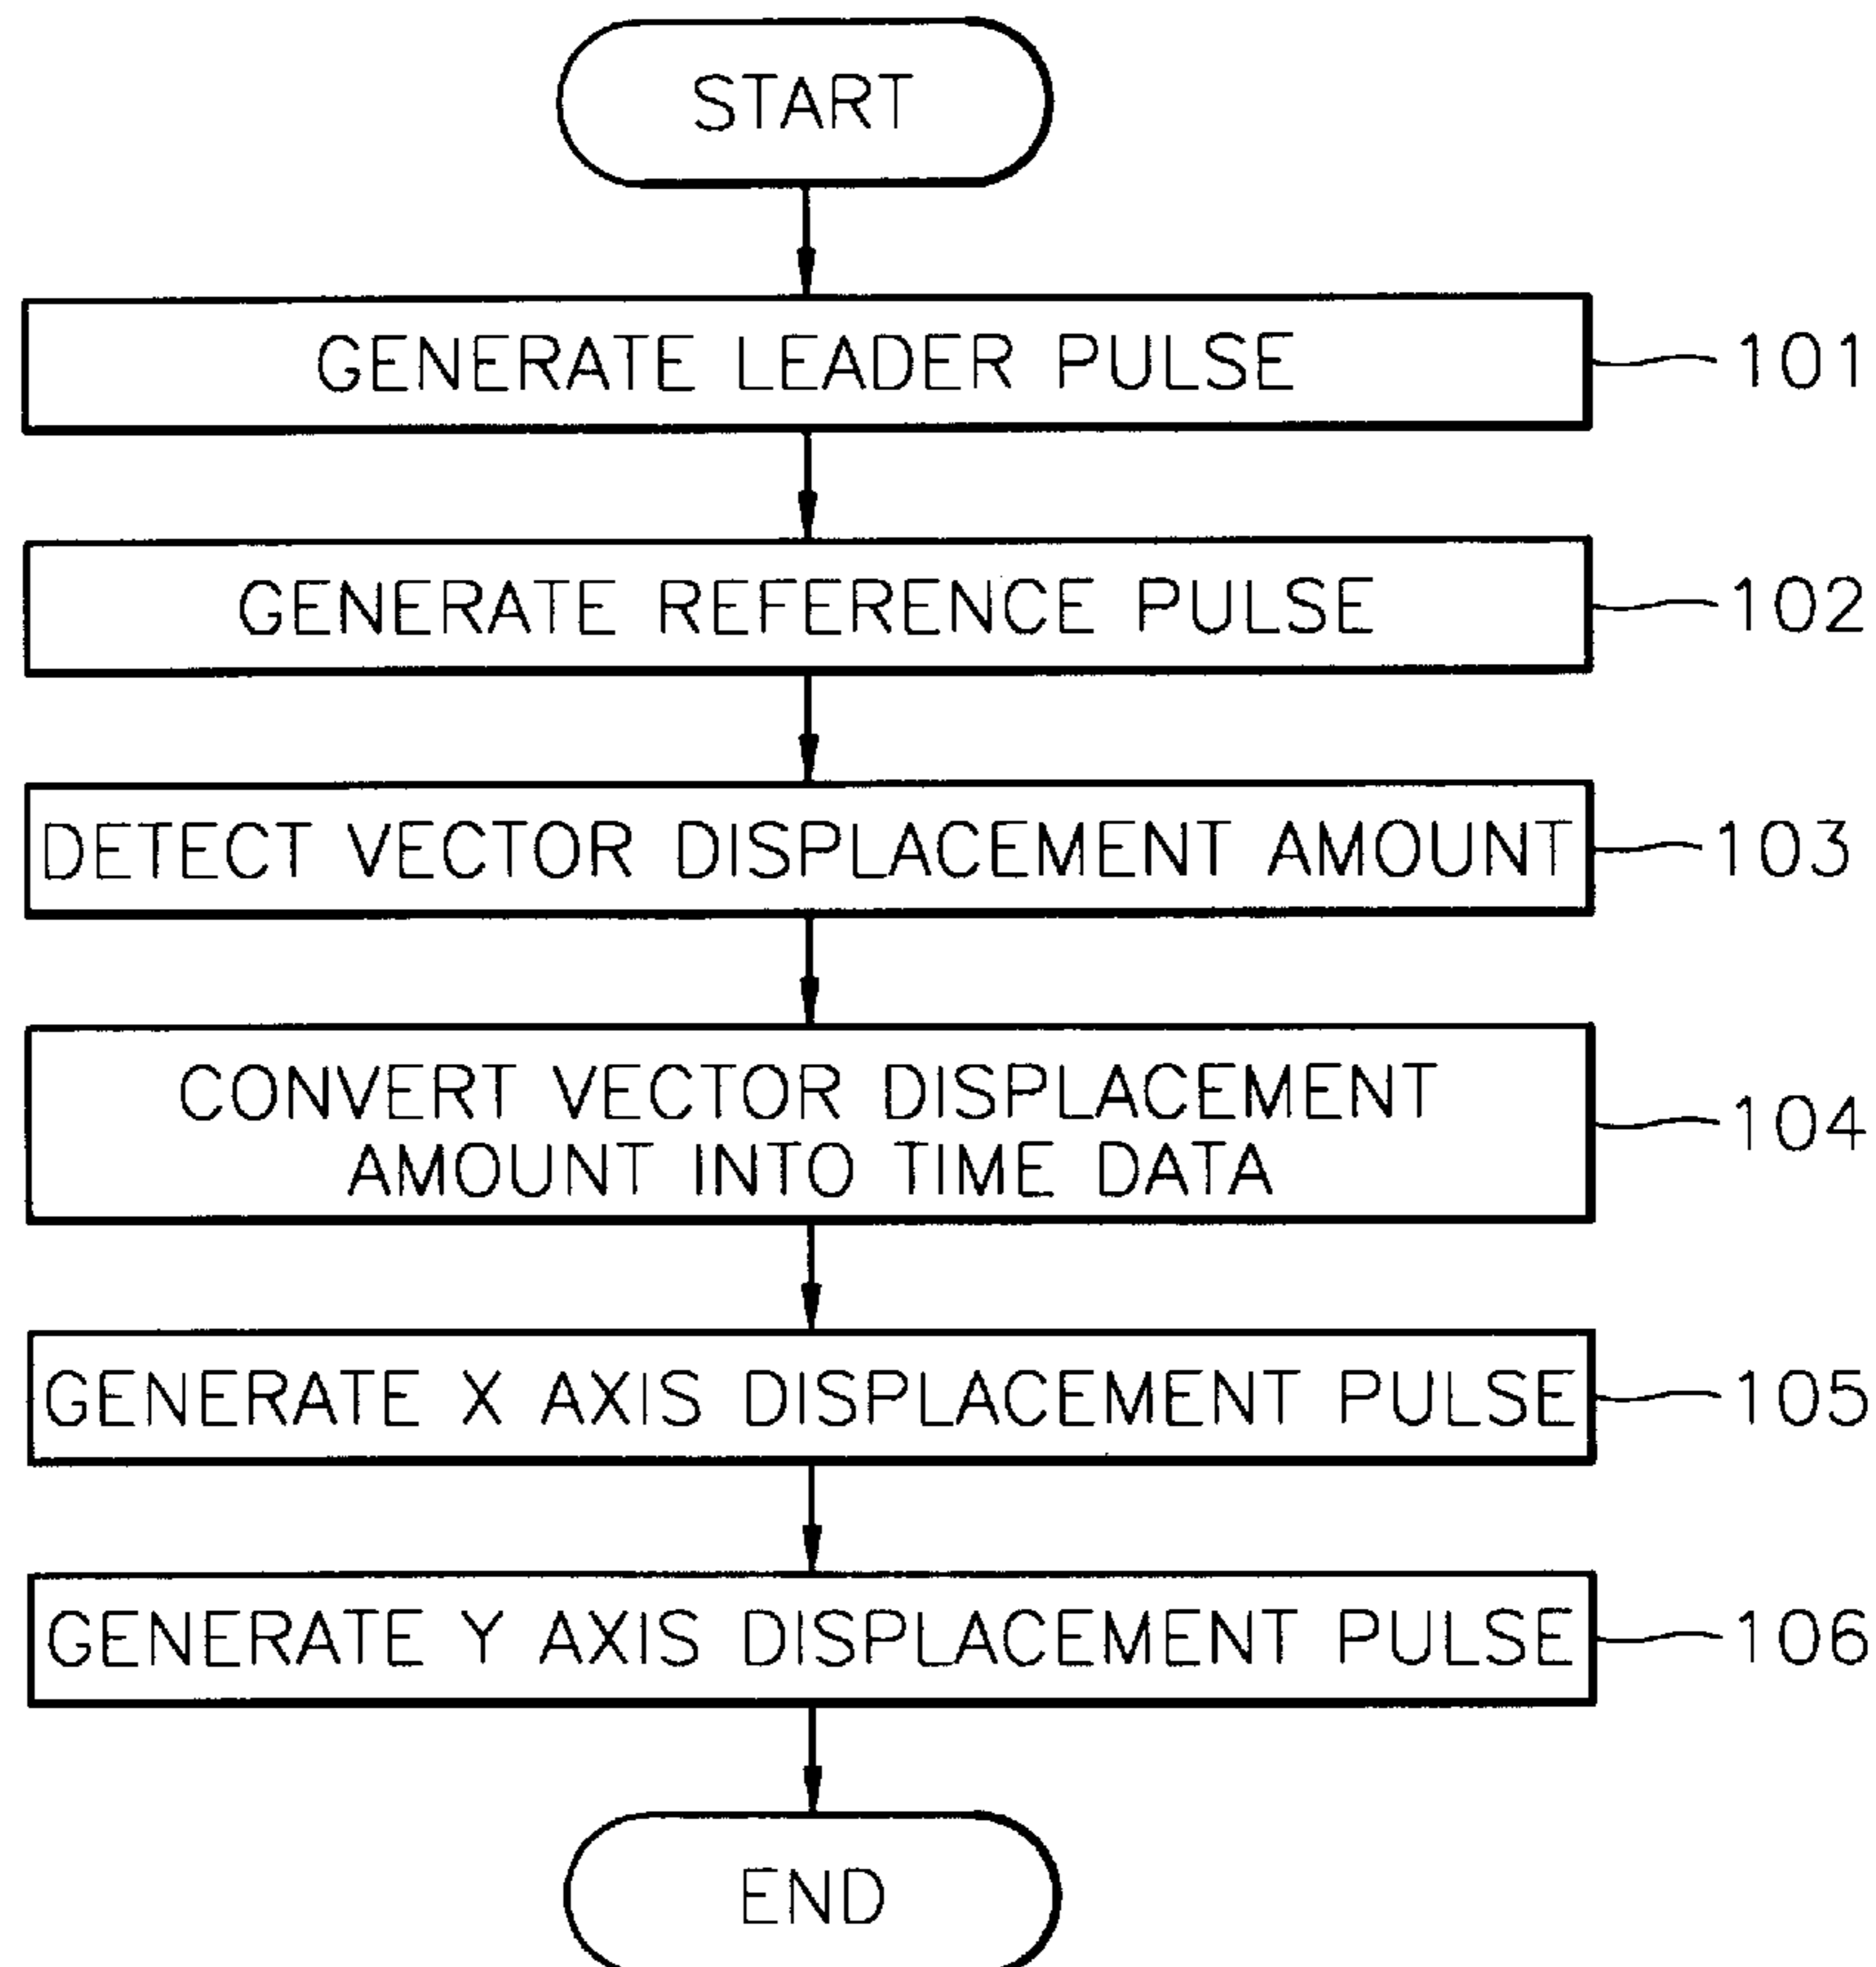 START
GENERATE LEADER PULSE
101
GENERATE REFERENCE PULSE
102
DETECT VECTOR DISPLACEMENT AMOUNT
103
CONVERT VECTOR DISPLACEMENT
AMOUNT INTO TIME DATA
104
GENERATE X AXIS DISPLACEMENT PULSE
105
GENERATE Y AXIS DISPLACEMENT PULSE
106
END